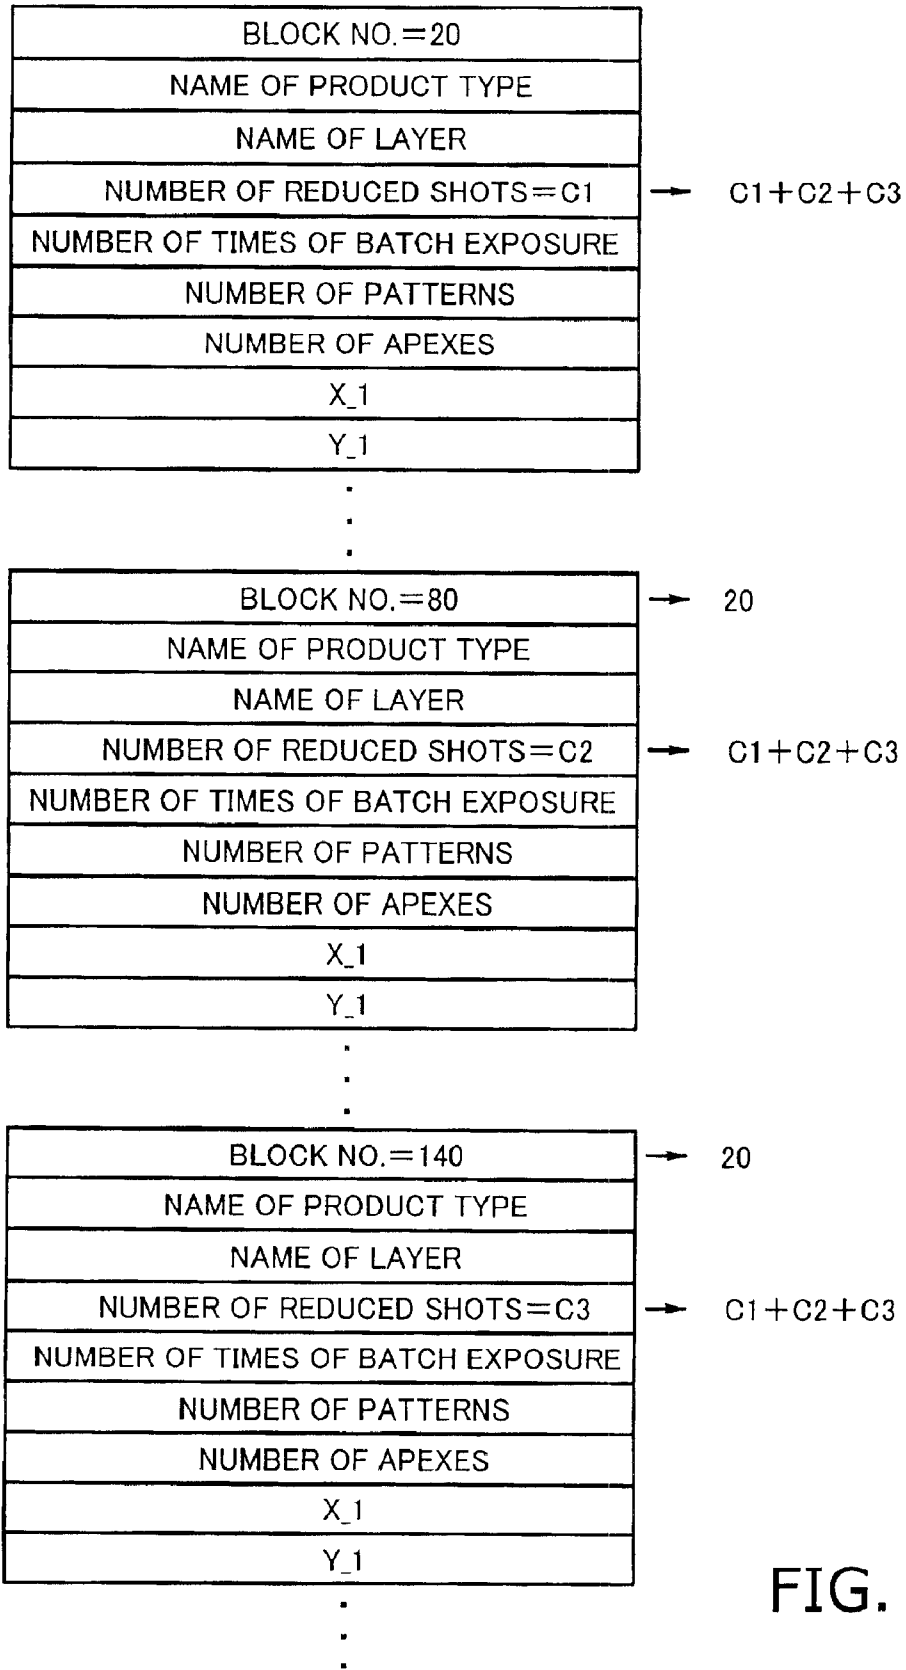 BLOCK NO.=20
NAME OF PRODUCT TYPE
NAME OF LAYER
NUMBER OF REDUCED SHOTS=C1 → C1+C2+C3
NUMBER OF TIMES OF BATCH EXPOSURE
NUMBER OF PATTERNS
NUMBER OF APEXES
X_1
Y_1
BLOCK NO.=80 → 20
NAME OF PRODUCT TYPE
NAME OF LAYER
NUMBER OF REDUCED SHOTS=C2 → C1+C2+C3
NUMBER OF TIMES OF BATCH EXPOSURE
NUMBER OF PATTERNS
NUMBER OF APEXES
X_1
Y_1
BLOCK NO.=140 → 20
NAME OF PRODUCT TYPE
NAME OF LAYER
NUMBER OF REDUCED SHOTS=C3 → C1+C2+C3
NUMBER OF TIMES OF BATCH EXPOSURE
NUMBER OF PATTERNS
NUMBER OF APEXES
X_1
Y_1
FIG.